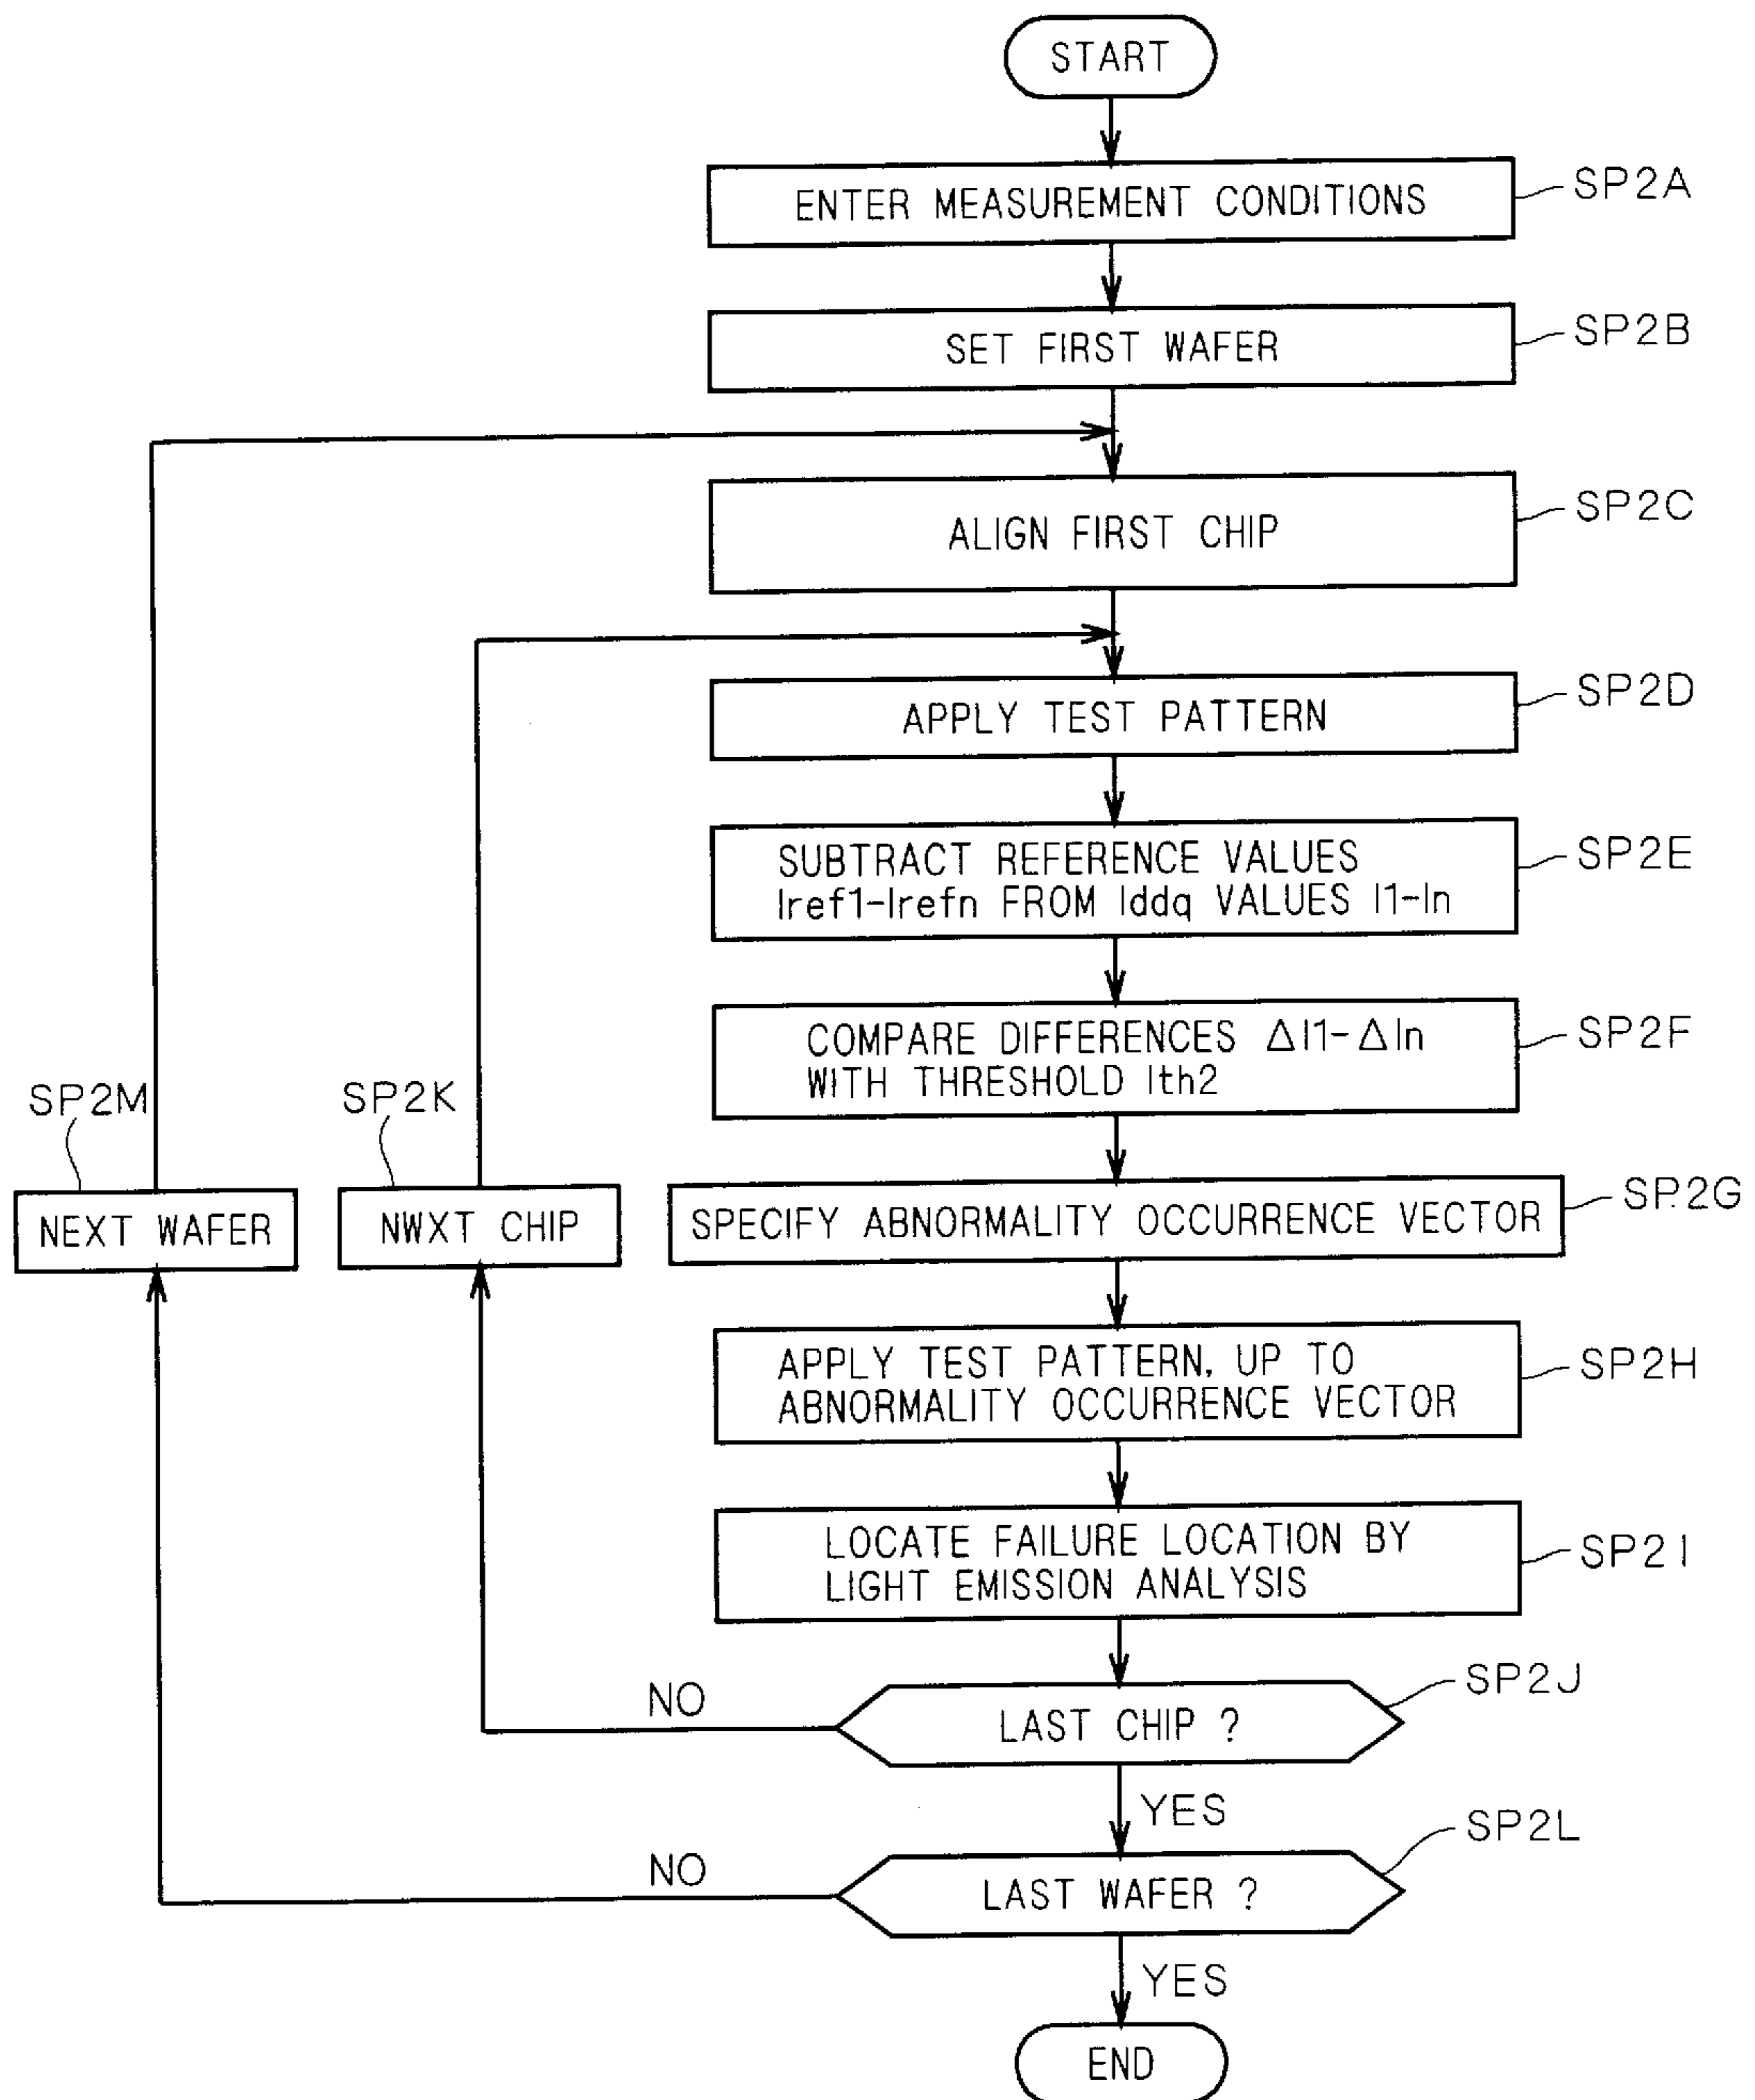 START
ENTER MEASUREMENT CONDITIONS
SP2A
SET FIRST WAFER
SP2B
ALIGN FIRST CHIP
SP2C
APPLY TEST PATTERN
SP2D
SUBTRACT REFERENCE VALUES
Iref1-Irefn FROM Iddq VALUES I1-In
SP2E
COMPARE DIFFERENCES ΔI1-ΔIn
WITH THRESHOLD Ith2
SP2F
SP2M
NEXT WAFER
SP2K
NWXT CHIP
SPECIFY ABNORMALITY OCCURRENCE VECTOR
SP2G
APPLY TEST PATTERN, UP TO
ABNORMALITY OCCURRENCE VECTOR
SP2H
LOCATE FAILURE LOCATION BY
LIGHT EMISSION ANALYSIS
SP2I
NO
LAST CHIP ?
SP2J
YES
NO
LAST WAFER ?
SP2L
YES
END